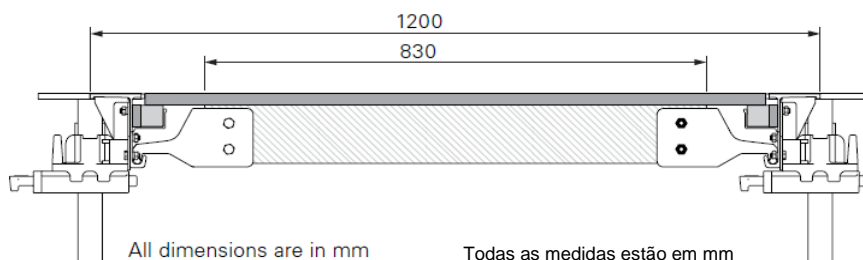 1200
830
All dimensions are in mm
Todas as medidas estão em mm